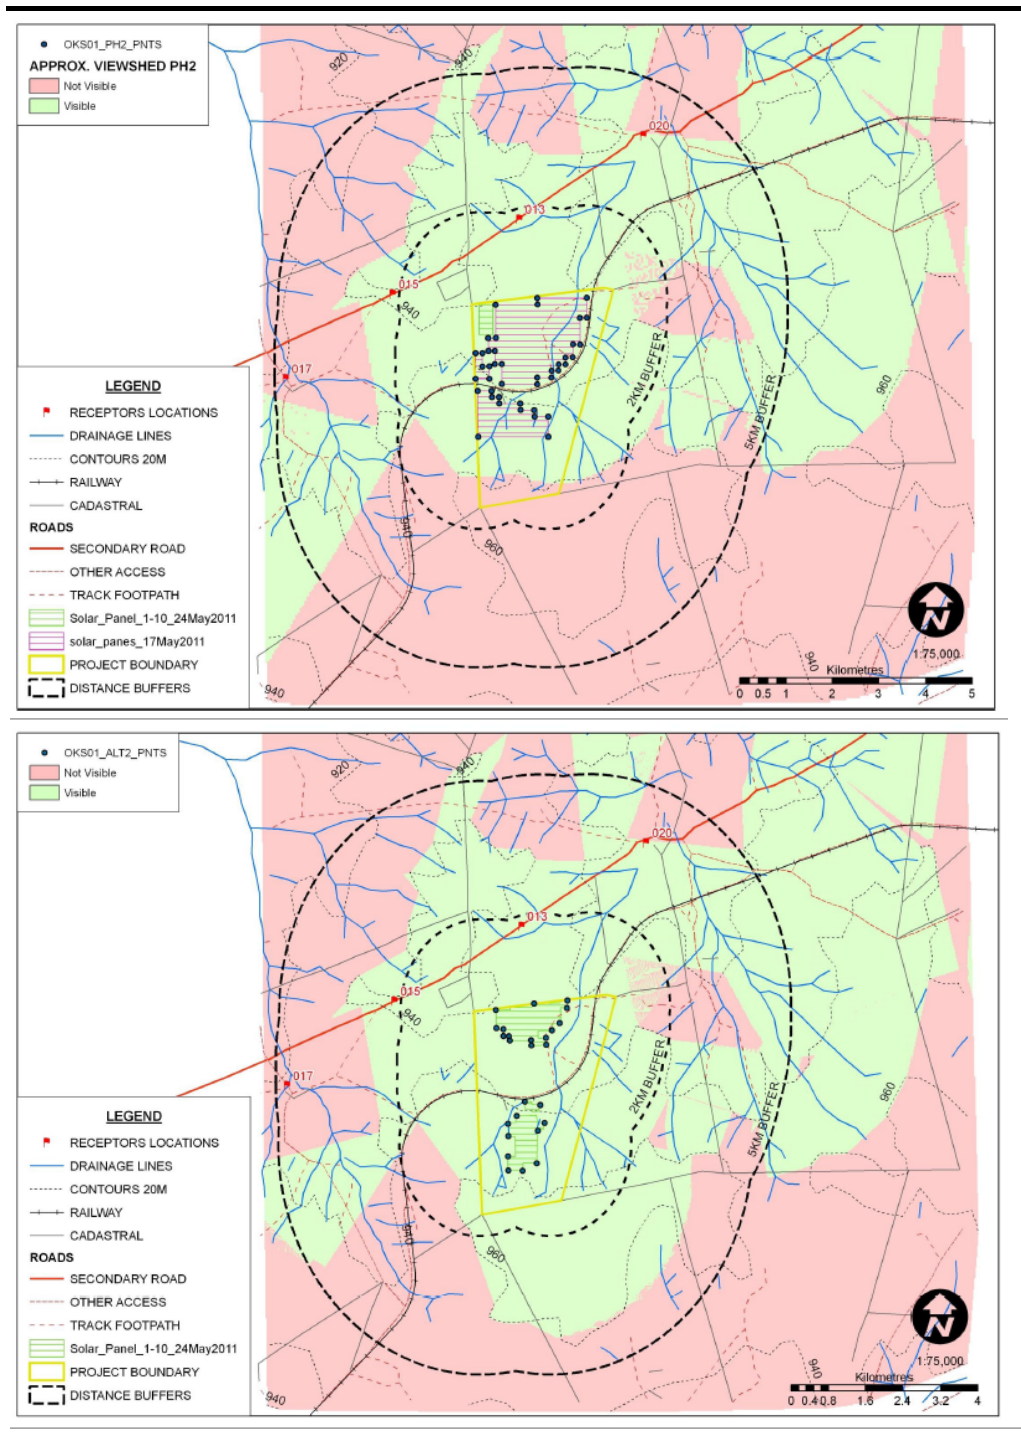 OKS01_PH2_PNTS
APPROX. VIEWSHED PH2
Not Visible
Visible
920
940
020
013
015
940
017
2KM BUFFER
5KM BUFFER
960
940
960
940
940
LEGEND
RECEPTORS LOCATIONS
DRAINAGE LINES
CONTOURS 20M
RAILWAY
CADASTRAL
ROADS
SECONDARY ROAD
OTHER ACCESS
TRACK FOOTPATH
Solar_Panel_1-10_24May2011
solar_panes_17May2011
PROJECT BOUNDARY
DISTANCE BUFFERS
N
1:75,000
Kilometres
0 0.5 1 2 3 4 5
OKS01_ALT2_PNTS
Not Visible
Visible
920
940
020
013
015
940
017
2KM BUFFER
5KM BUFFER
960
940
960
940
940
LEGEND
RECEPTORS LOCATIONS
DRAINAGE LINES
CONTOURS 20M
RAILWAY
CADASTRAL
ROADS
SECONDARY ROAD
OTHER ACCESS
TRACK FOOTPATH
Solar_Panel_1-10_24May2011
PROJECT BOUNDARY
DISTANCE BUFFERS
N
1:75,000
Kilometres
0 0.4 0.8 1.6 2.4 3.2 4